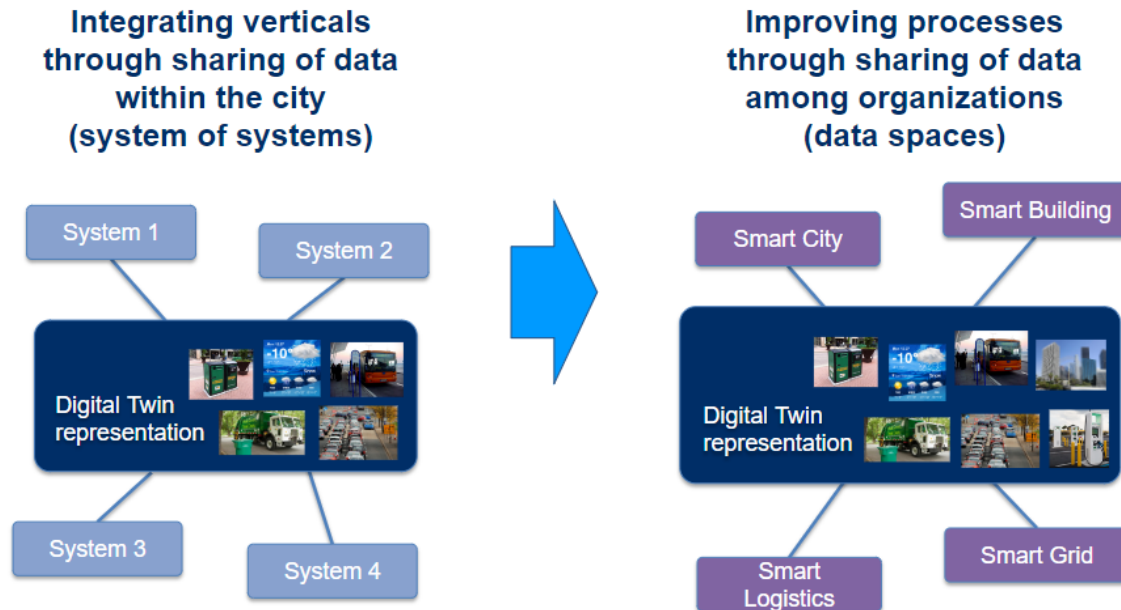 Integrating verticals
through sharing of data
within the city
(system of systems)
Improving processes
through sharing of data
among organizations
(data spaces)
System 1
System 2
Digital Twin
representation
-10°
System 3
System 4
Smart City
Smart Building
Digital Twin
representation
-10°
Smart
Logistics
Smart Grid